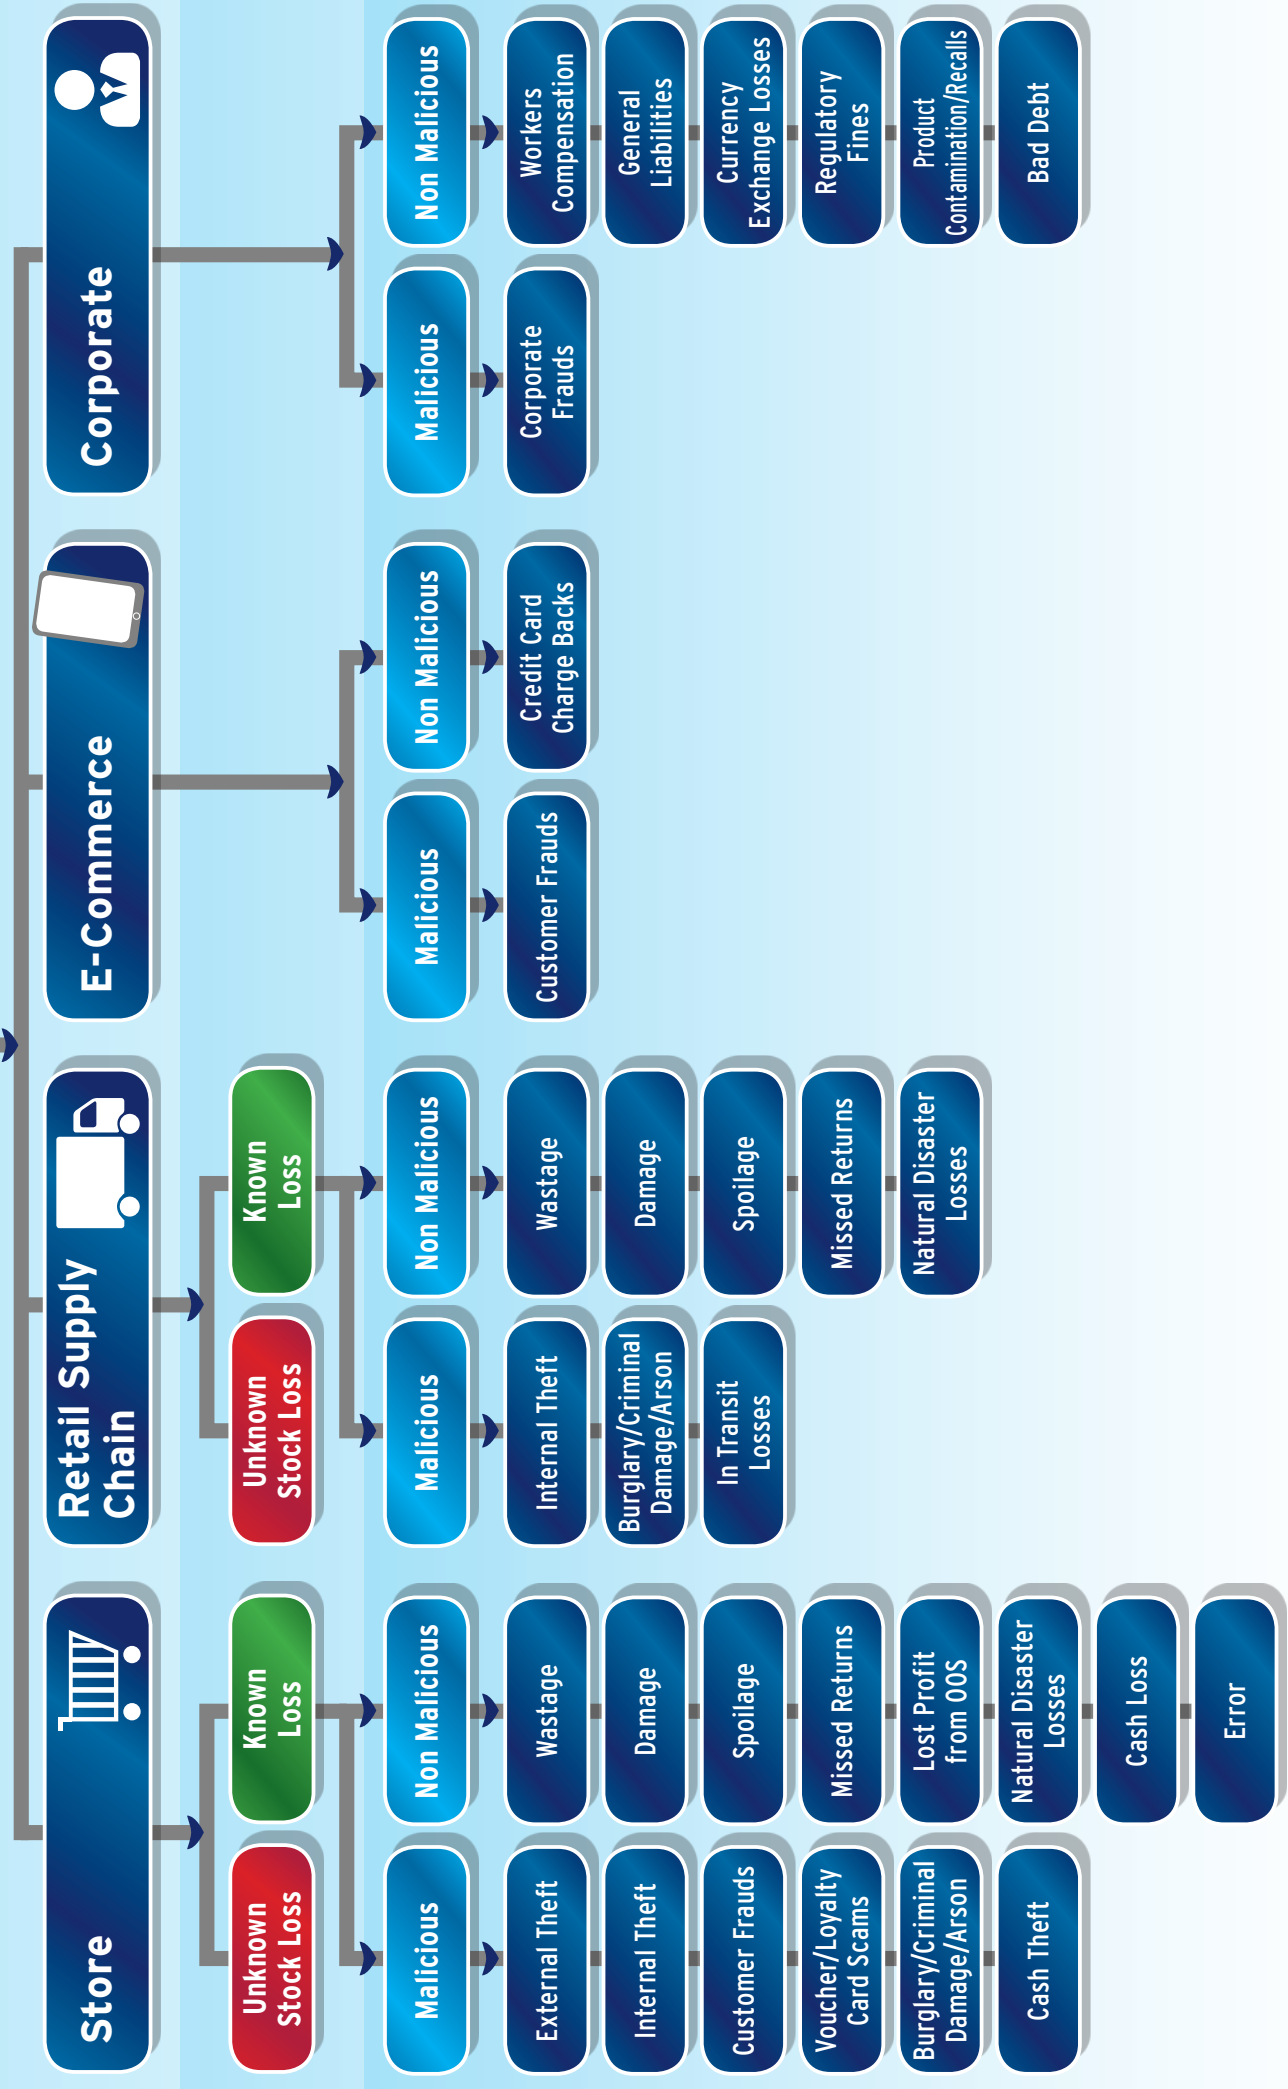 Store
Retail Supply
Chain
E-Commerce
Corporate
Unknown
Stock Loss
Known
Loss
Unknown
Stock Loss
Known
Loss
Malicious
Non Malicious
Malicious
Non Malicious
Malicious
Non Malicious
Malicious
Non Malicious
External Theft
Internal Theft
Customer Frauds
Voucher/Loyalty
Card Scams
Burglary/Criminal
Damage/Arson
Cash Theft
Wastage
Damage
Spoilage
Missed Returns
Lost Profit
from OOS
Natural Disaster
Losses
Cash Loss
Error
Internal Theft
Burglary/Criminal
Damage/Arson
In Transit
Losses
Wastage
Damage
Spoilage
Missed Returns
Natural Disaster
Losses
Customer Frauds
Credit Card
Charge Backs
Corporate
Frauds
Workers
Compensation
General
Liabilities
Currency
Exchange Losses
Regulatory
Fines
Product
Contamination/Recalls
Bad Debt